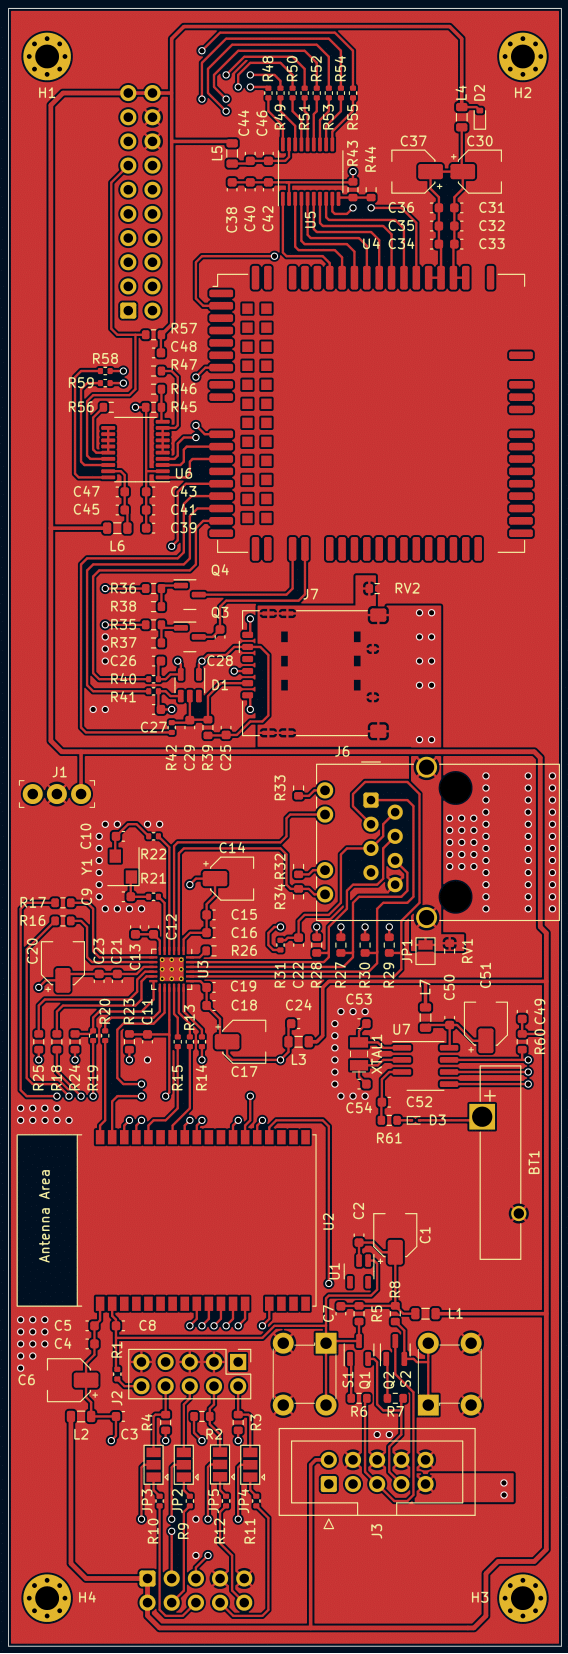 H1
H2
R48
R50
R52
R54
R49
R51
R53
R55
C44
C46
L5
L4
D2
C37
C30
R43
R44
C38
C40
C42
U5
U4
C36
C31
C35
C32
C34
C33
R57
C48
R58
R47
R59
R46
R56
R45
U6
C47
C43
C45
C41
L6
C39
Q4
R36
J7
RV2
R38
Q3
R35
R37
C26
C28
R40
D1
R41
C27
R42
C29
R39
C25
J6
J1
R33
C10
R22
C14
Y1
R21
R32
C9
R34
R17
R16
C12
C15
C16
R26
C20
C23
C21
C13
U3
R31
C22
R28
R27
R30
R29
JP1
RV1
C19
C18
L7
C50
C51
C49
R20
R23
C11
R13
C24
C53
U7
R60
R25
R18
R24
R19
R15
R14
C17
L3
XTAL1
C54
C52
R61
D3
BT1
Antenna Area
U2
C2
C1
U1
R8
C5
C8
C4
C7
R5
L1
R1
C6
J2
S1
Q1
Q2
S2
L2
C3
R4
R2
R3
R6
R7
JP3
JP2
JP5
JP4
R10
R9
R12
R11
J3
H4
H3